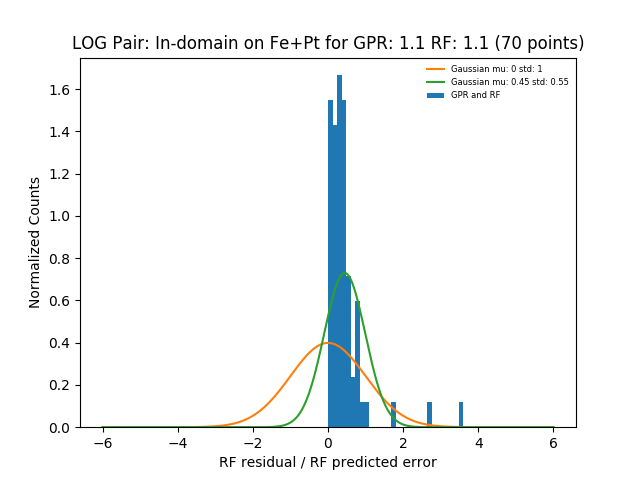 LOG Pair: In-domain on Fe+Pt for GPR: 1.1 RF: 1.1 (70 points)
Gaussian mu: 0 std: 1
Gaussian mu: 0.45 std: 0.55
GPR and RF
Normalized Counts
1.6
1.4
1.2
1.0
0.8
0.6
0.4
0.2
0.0
−6 −4 −2 0 2 4 6
RF residual / RF predicted error